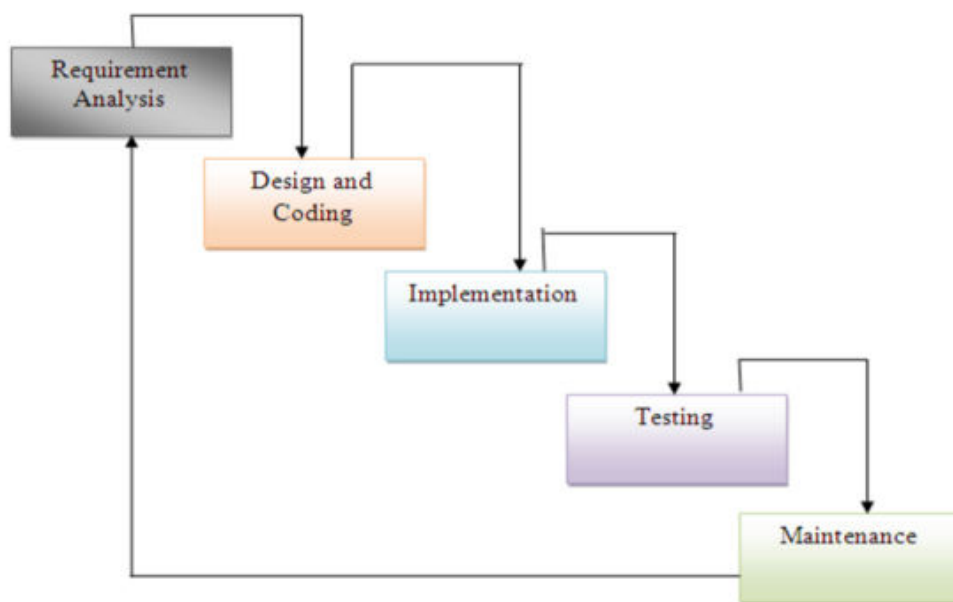 Requirement
Analysis
Design and
Coding
Implementation
Testing
Maintenance